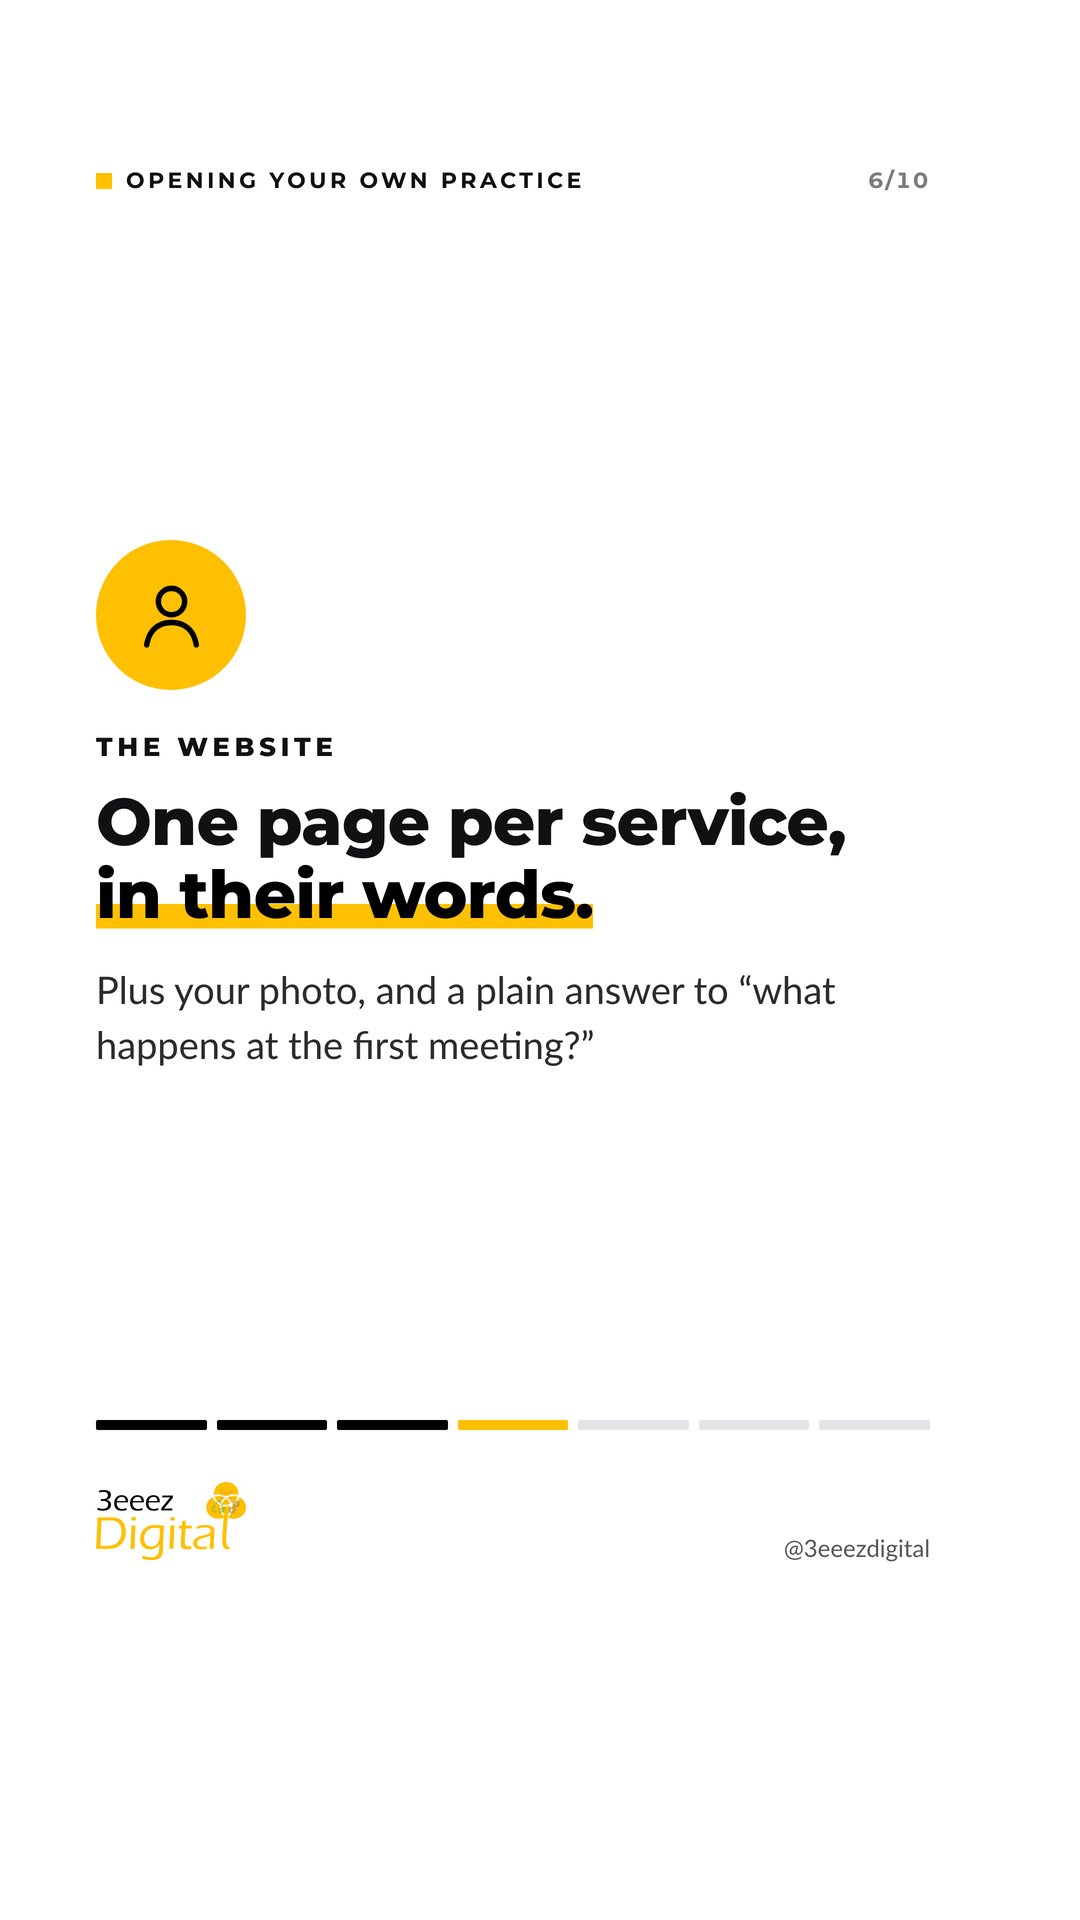 OPENING YOUR OWN PRACTICE
6/10
THE WEBSITE
One page per service,
in their words.
Plus your photo, and a plain answer to “what
happens at the first meeting?”
3eeez
Digital
@3eeezdigital